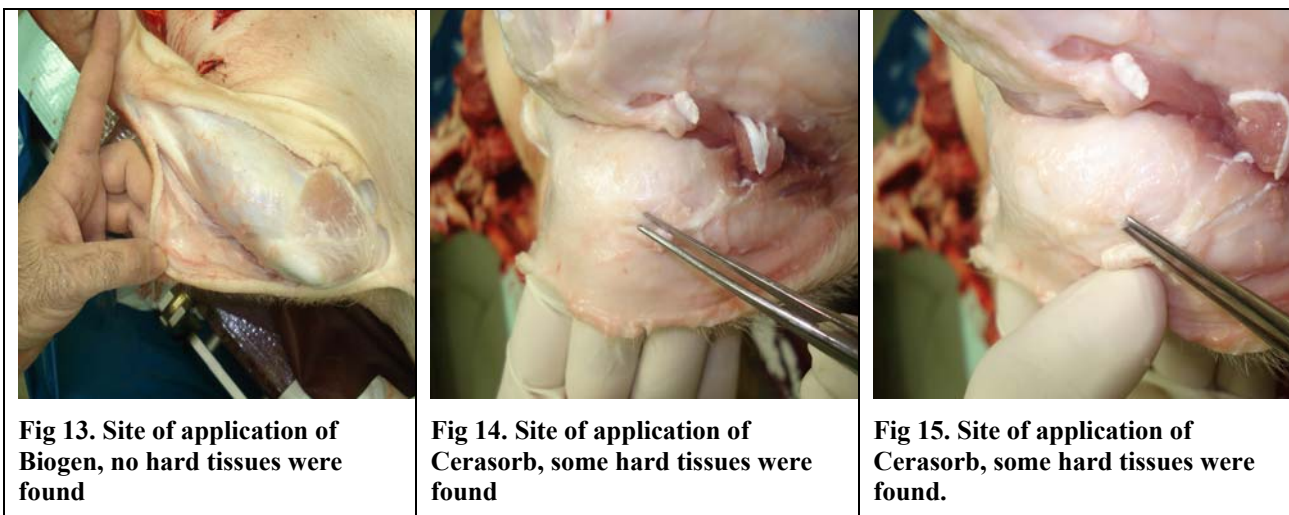 Fig 13. Site of application of
Biogen, no hard tissues were
found
Fig 14. Site of application of
Cerasorb, some hard tissues were
found
Fig 15. Site of application of
Cerasorb, some hard tissues were
found.